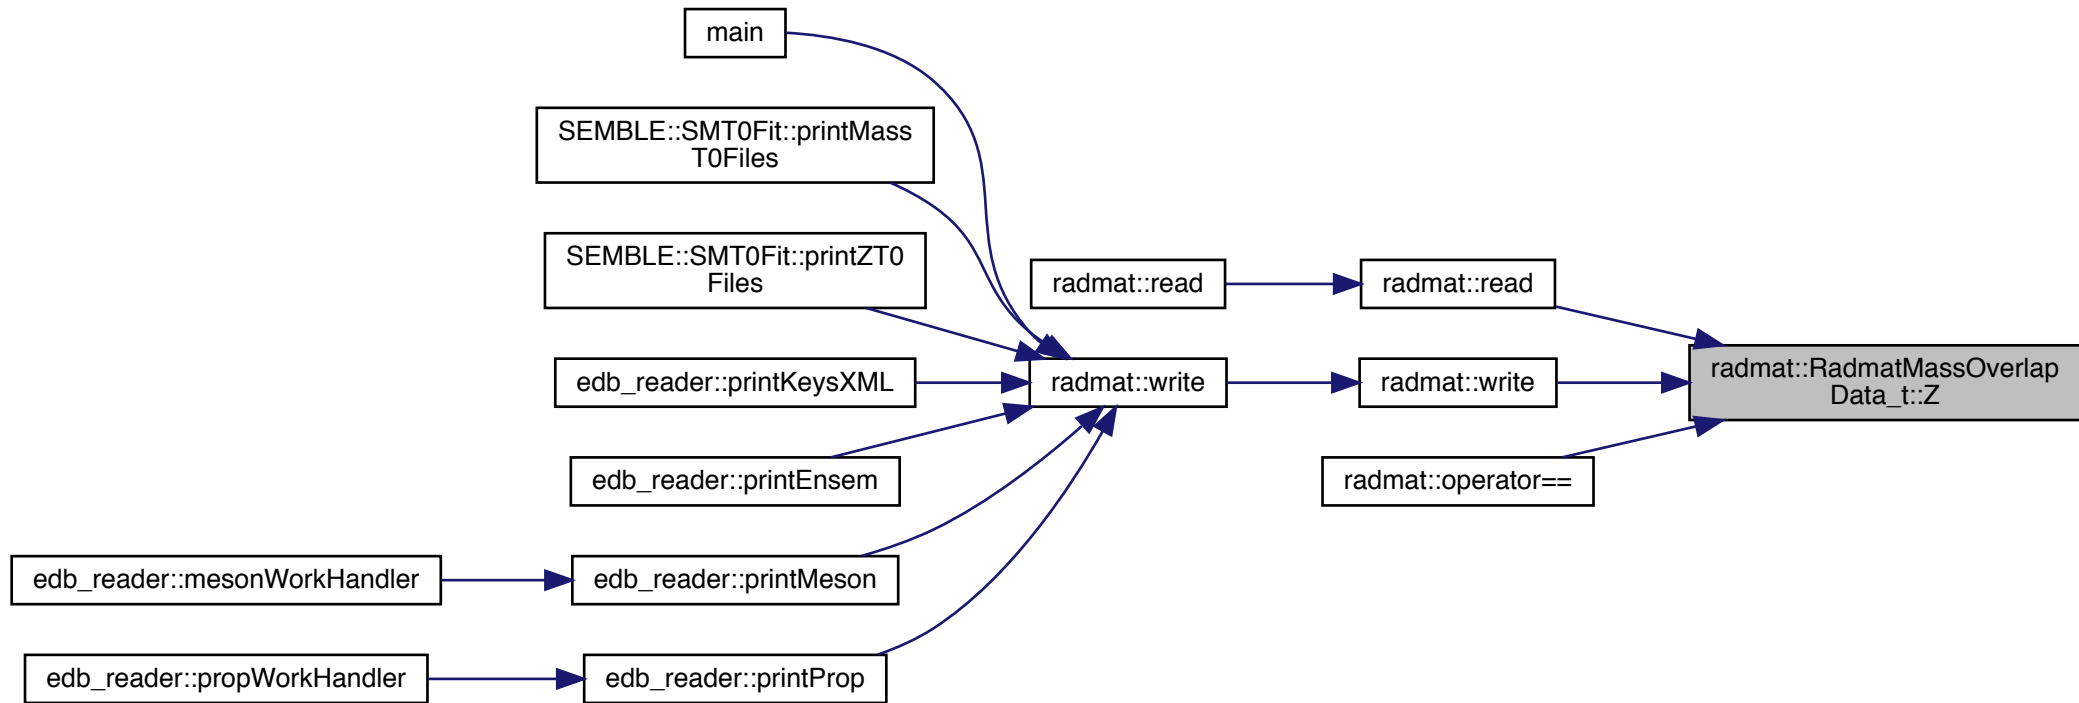 main
SEMBLE::SMT0Fit::printMass
T0Files
SEMBLE::SMT0Fit::printZT0
Files
radmat::read
radmat::read
radmat::RadmatMassOverlap
Data_t::Z
edb_reader::printKeysXML
radmat::write
radmat::write
edb_reader::printEnsem
radmat::operator==
edb_reader::mesonWorkHandler
edb_reader::printMeson
edb_reader::propWorkHandler
edb_reader::printProp